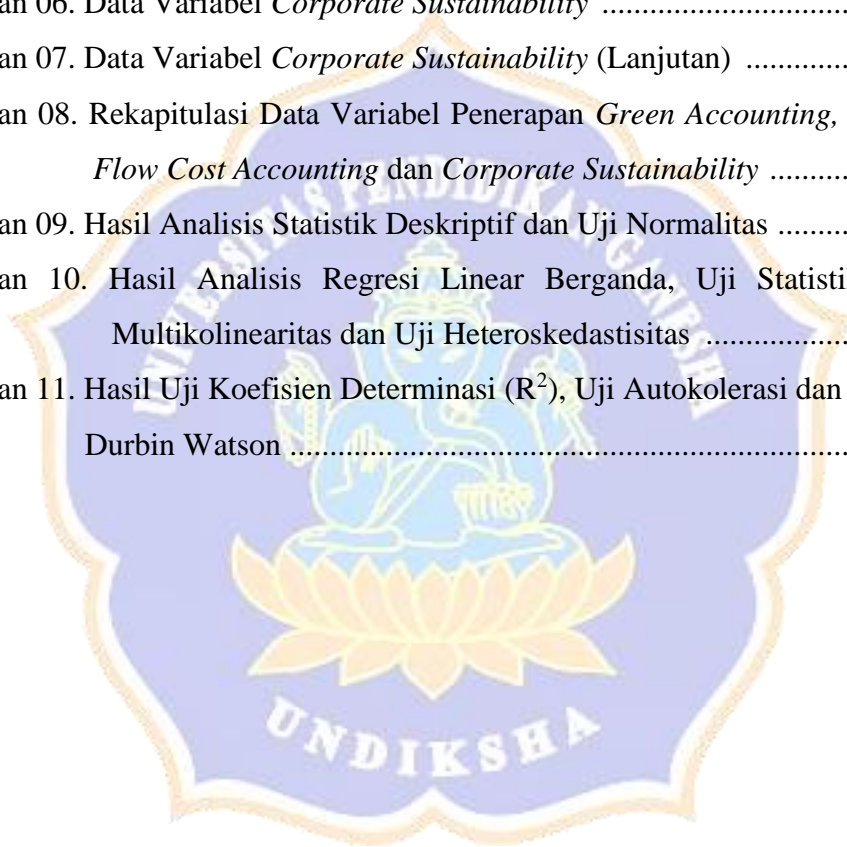 an 06. Data Variabel Corporate Sustainability ....................................
an 07. Data Variabel Corporate Sustainability (Lanjutan) ...............
an 08. Rekapitulasi Data Variabel Penerapan Green Accounting,
Flow Cost Accounting dan Corporate Sustainability ............
an 09. Hasil Analisis Statistik Deskriptif dan Uji Normalitas ...........
an 10. Hasil Analisis Regresi Linear Berganda, Uji Statisti
Multikolinearitas dan Uji Heteroskedastisitas .....................
an 11. Hasil Uji Koefisien Determinasi (R²), Uji Autokolerasi dan
Durbin Watson ....................................................................................
UNIVERSITAS PENDIDIKAN GANESHA
UNDIKSHA